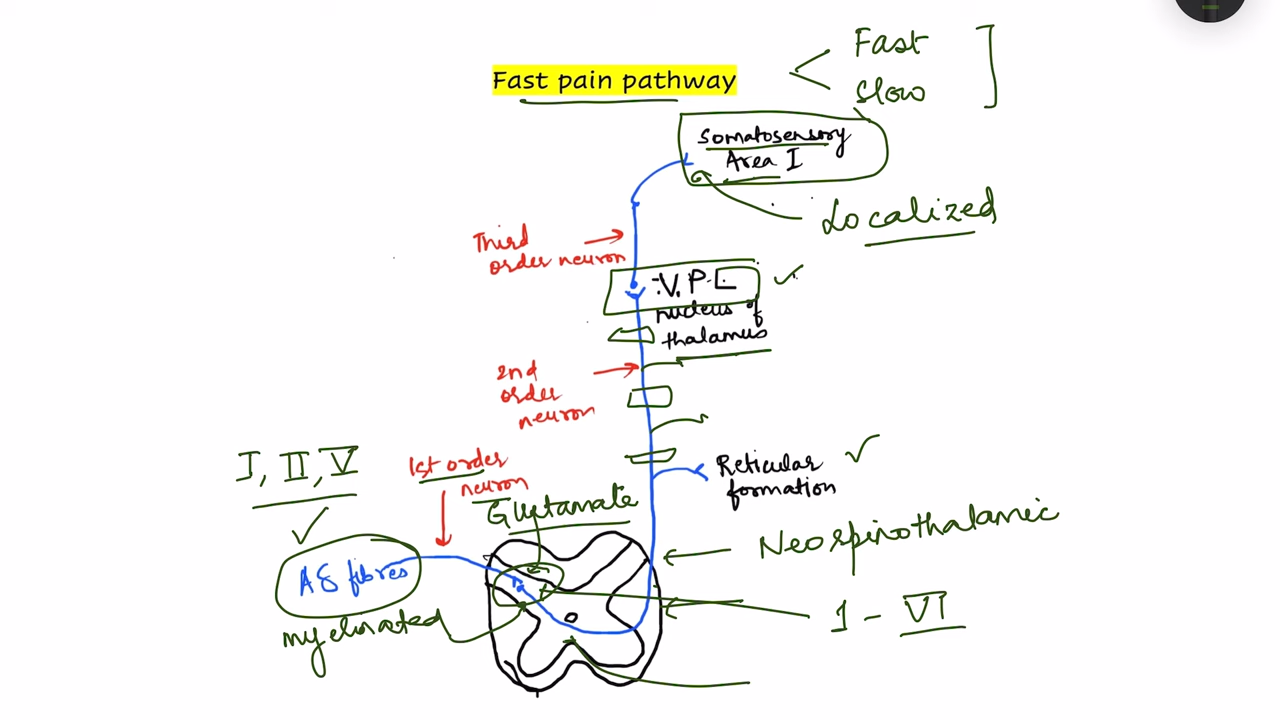 Fast pain pathway
Fast
Slow
Somatosensory
Area I
Localized
Third
order neuron
V.P.L
nucleus of
thalamus
2nd
order
neuron
I, II, V
1st order
neuron
Glutamate
Reticular
formation
Neospinothalamic
Aδ fibres
myelinated
1 - VI